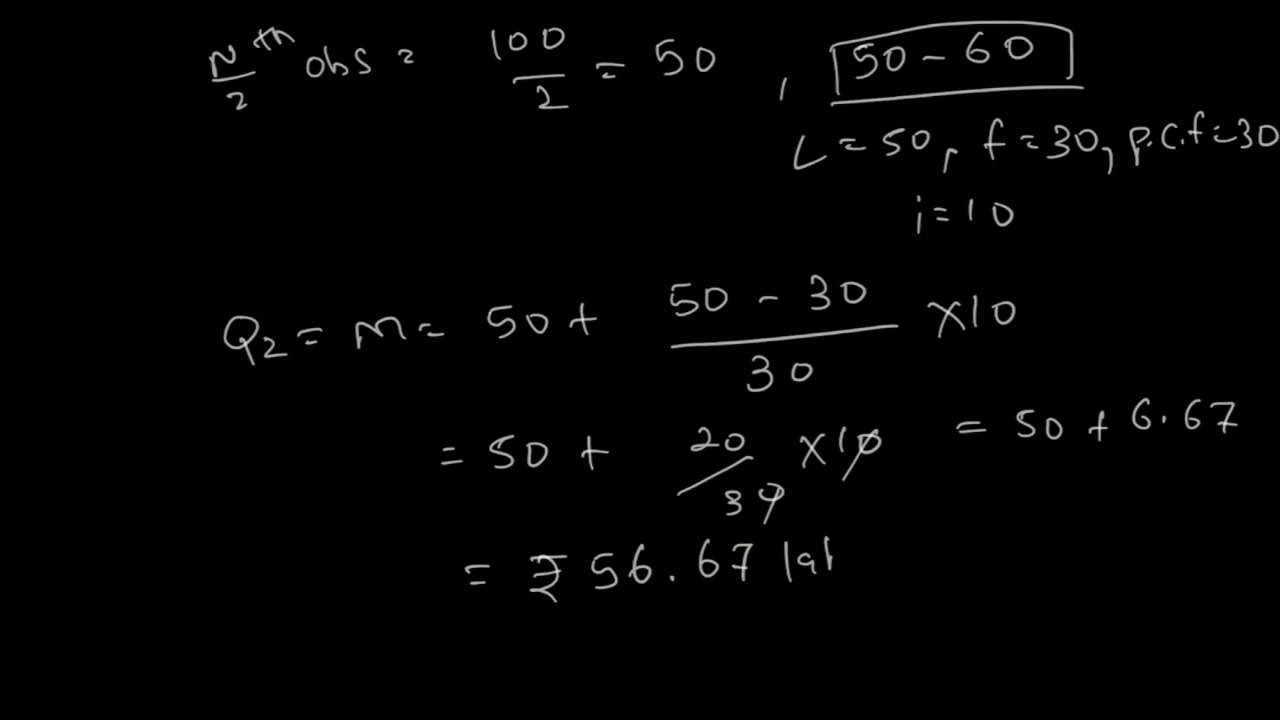 N/2 th obs = 100/2 = 50 , 50 - 60
L = 50, f = 30, p.c.f = 30
i = 10
Q2 = M = 50 + 50 - 30 / 30 × 10
= 50 + 20/30 × 10 = 50 + 6.67
= ₹ 56.67